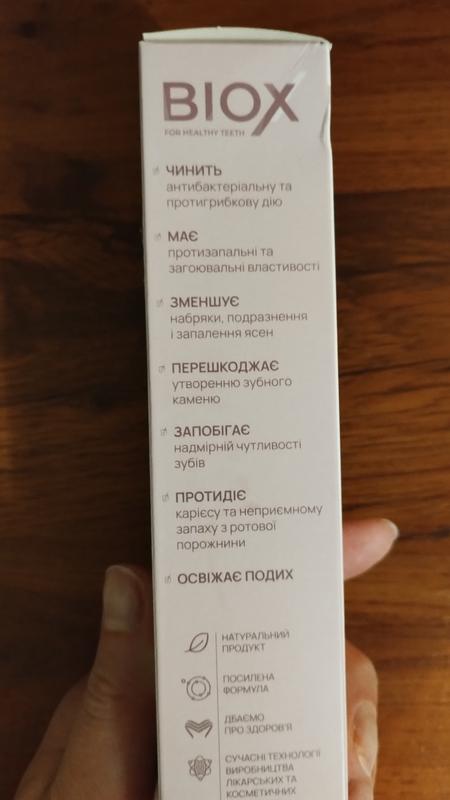 BIOX
FOR HEALTHY TEETH
ЧИНИТЬ
антибактеріальну та
протигрибкову дію
МАЄ
протизапальні та
загоювальні властивості
ЗМЕНШУЄ
набряки, подразнення
і запалення ясен
ПЕРЕШКОДЖАЄ
утворенню зубного
каменю
ЗАПОБІГАЄ
надмірній чутливості
зубів
ПРОТИДІЄ
карієсу та неприємному
запаху з ротової
порожнини
ОСВІЖАЄ ПОДИХ
НАТУРАЛЬНИЙ
ПРОДУКТ
ПОСИЛЕНА
ФОРМУЛА
ДБАЄМО
ПРО ЗДОРОВ'Я
СУЧАСНІ ТЕХНОЛОГІЇ
ВИРОБНИЦТВА
ЛІКАРСЬКИХ ТА
КОСМЕТИЧНИХ